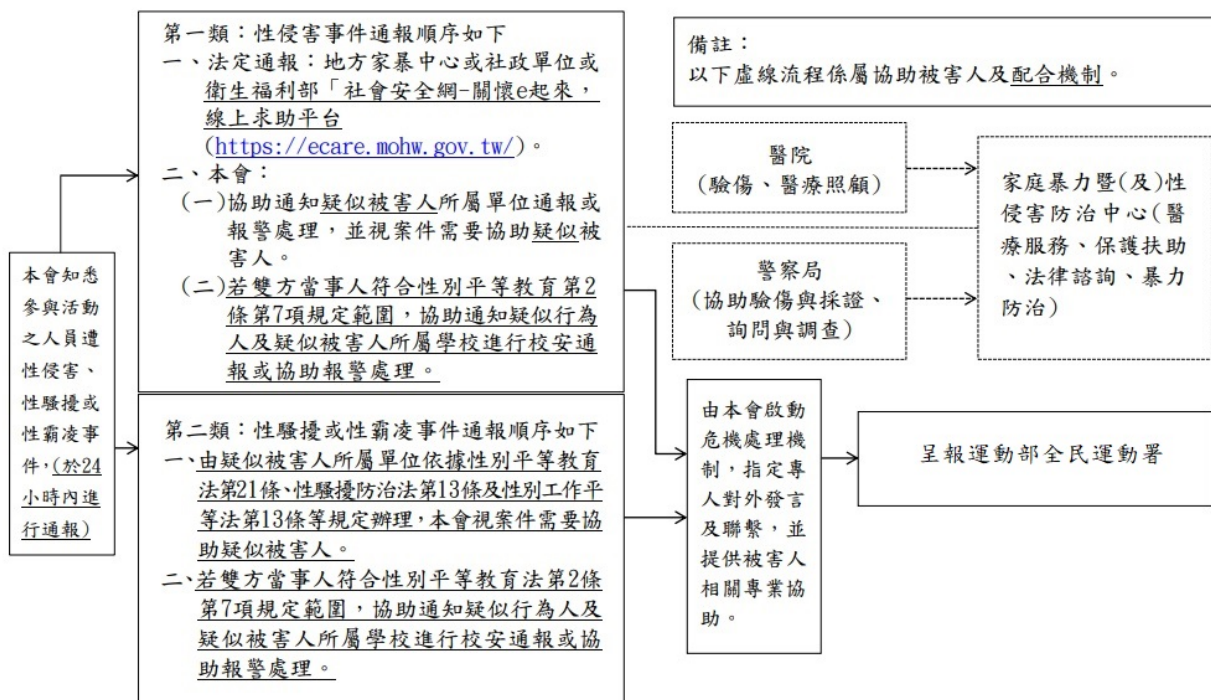 本會知悉
參與活動
之人員遭
性侵害、
性騷擾或
性霸凌事
件,(於24
小時內進
行通報)
第一類：性侵害事件通報順序如下
一、法定通報：地方家暴中心或社政單位或
衛生福利部「社會安全網-關懷e起來，
線上求助平台
(https://ecare.mohw.gov.tw/)。
二、本會：
(一)協助通知疑似被害人所屬單位通報或
報警處理，並視案件需要協助疑似被
害人。
(二)若雙方當事人符合性別平等教育第2
條第7項規定範圍，協助通知疑似行為
人及疑似被害人所屬學校進行校安通
報或協助報警處理。
第二類：性騷擾或性霸凌事件通報順序如下
一、由疑似被害人所屬單位依據性別平等教育
法第21條、性騷擾防治法第13條及性別工作平
等法第13條等規定辦理,本會視案件需要協
助疑似被害人。
二、若雙方當事人符合性別平等教育法第2條
第7項規定範圍，協助通知疑似行為人及
疑似被害人所屬學校進行校安通報或協
助報警處理。
備註：
以下虛線流程係屬協助被害人及配合機制。
醫院
(驗傷、醫療照顧)
警察局
(協助驗傷與採證、
詢問與調查)
家庭暴力暨(及)性
侵害防治中心(醫
療服務、保護扶助
、法律諮詢、暴力
防治)
由本會啟動
危機處理機
制，指定專
人對外發言
及聯繫，並
提供被害人
相關專業協
助。
呈報運動部全民運動署